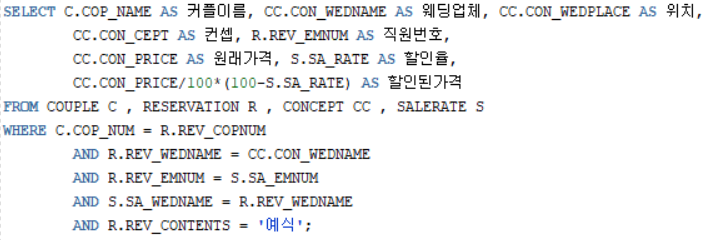 SELECT C.COP_NAME AS 커플이름, CC.CON_WEDNAME AS 웨딩업체, CC.CON_WEDPLACE AS 위치,
CC.CON_CEPT AS 컨셉, R.REV_EMNUM AS 직원번호,
CC.CON_PRICE AS 원래가격, S.SA_RATE AS 할인율,
CC.CON_PRICE/100*(100-S.SA_RATE) AS 할인된가격
FROM COUPLE C , RESERVATION R , CONCEPT CC , SALERATE S
WHERE C.COP_NUM = R.REV_COPNUM
AND R.REV_WEDNAME = CC.CON_WEDNAME
AND R.REV_EMNUM = S.SA_EMNUM
AND S.SA_WEDNAME = R.REV_WEDNAME
AND R.REV_CONTENTS = '예식';